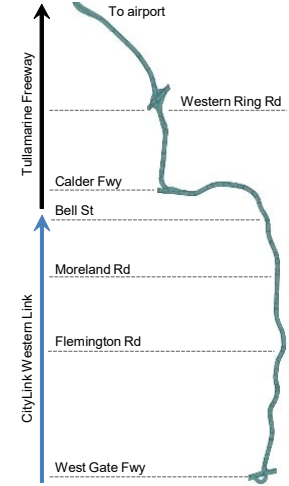 To airport
Western Ring Rd
Tullamarine Freeway
Calder Fwy
Bell St
Moreland Rd
Flemington Rd
CityLink Western Link
West Gate Fwy